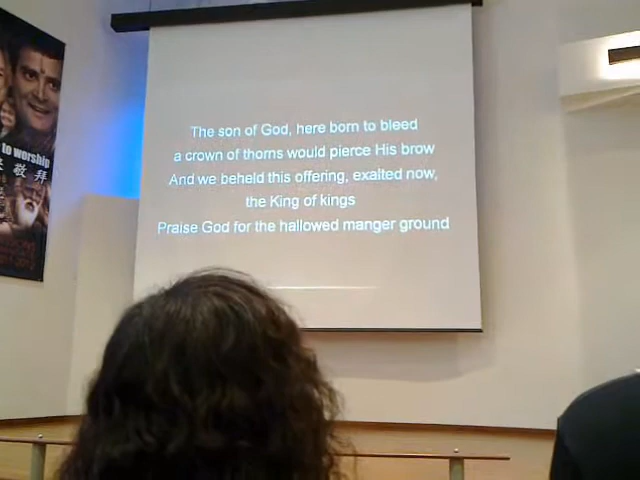 The son of God, here born to bleed
a crown of thorns would pierce His brow
And we beheld this offering, exalted now,
the King of kings
Praise God for the hallowed manger ground
to worship
敬 拜